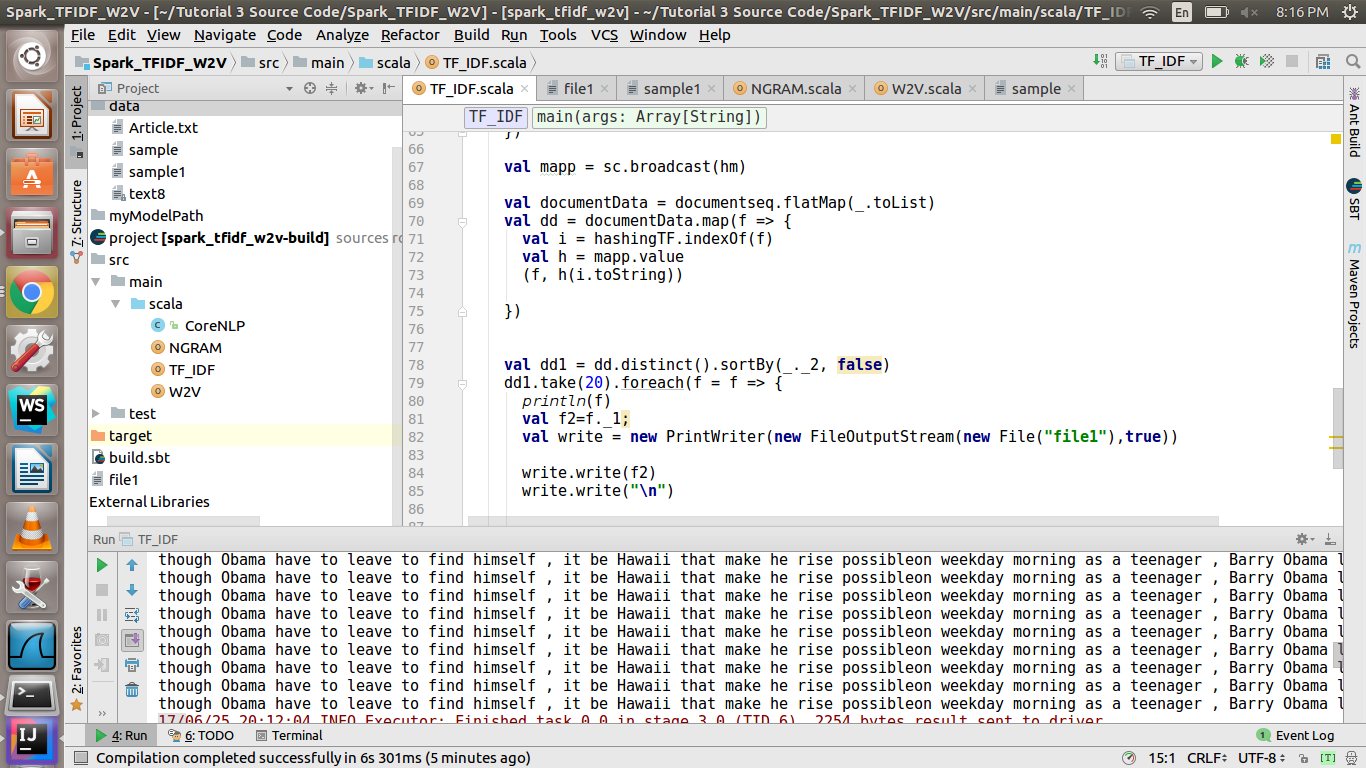 Spark_TFIDF_W2V - [~/Tutorial 3 Source Code/Spark_TFIDF_W2V] - [spark_tfidf_w2v] - ~/Tutorial 3 Source Code/Spark_TFIDF_W2V/src/main/scala/TF_ID
En
8:16 PM
File Edit View Navigate Code Analyze Refactor Build Run Tools VCS Window Help
Spark_TFIDF_W2V src main scala TF_IDF.scala
TF_IDF
Project
TF_IDF.scala file1 sample1 NGRAM.scala W2V.scala sample
TF_IDF main(args: Array[String])
1: Project
7: Structure
2: Favorites
data
Article.txt
sample
sample1
text8
myModelPath
project [spark_tfidf_w2v-build] sources ro
src
main
scala
CoreNLP
NGRAM
TF_IDF
W2V
test
target
build.sbt
file1
External Libraries
65 })
66
67 val mapp = sc.broadcast(hm)
68
69 val documentData = documentseq.flatMap(_.toList)
70 val dd = documentData.map(f => {
71 val i = hashingTF.indexOf(f)
72 val h = mapp.value
73 (f, h(i.toString))
74
75 })
76
77
78 val dd1 = dd.distinct().sortBy(_._2, false)
79 dd1.take(20).foreach(f = f => {
80 println(f)
81 val f2=f._1;
82 val write = new PrintWriter(new FileOutputStream(new File("file1"),true))
83
84 write.write(f2)
85 write.write("\n")
86
87
Ant Build
SBT
Maven Projects
Run TF_IDF
though Obama have to leave to find himself , it be Hawaii that make he rise possibleon weekday morning as a teenager , Barry Obama l
though Obama have to leave to find himself , it be Hawaii that make he rise possibleon weekday morning as a teenager , Barry Obama l
though Obama have to leave to find himself , it be Hawaii that make he rise possibleon weekday morning as a teenager , Barry Obama l
though Obama have to leave to find himself , it be Hawaii that make he rise possibleon weekday morning as a teenager , Barry Obama l
though Obama have to leave to find himself , it be Hawaii that make he rise possibleon weekday morning as a teenager , Barry Obama l
though Obama have to leave to find himself , it be Hawaii that make he rise possibleon weekday morning as a teenager , Barry Obama l
though Obama have to leave to find himself , it be Hawaii that make he rise possibleon weekday morning as a teenager , Barry Obama l
though Obama have to leave to find himself , it be Hawaii that make he rise possibleon weekday morning as a teenager , Barry Obama l
though Obama have to leave to find himself , it be Hawaii that make he rise possibleon weekday morning as a teenager , Barry Obama l
17/06/25 20:12:04 INFO Executor: Finished task 0.0 in stage 3.0 (TID 6). 2254 bytes result sent to driver
4: Run 6: TODO Terminal
1 Event Log
Compilation completed successfully in 6s 301ms (5 minutes ago)
15:1 CRLF UTF-8 [T]
WS
IJ